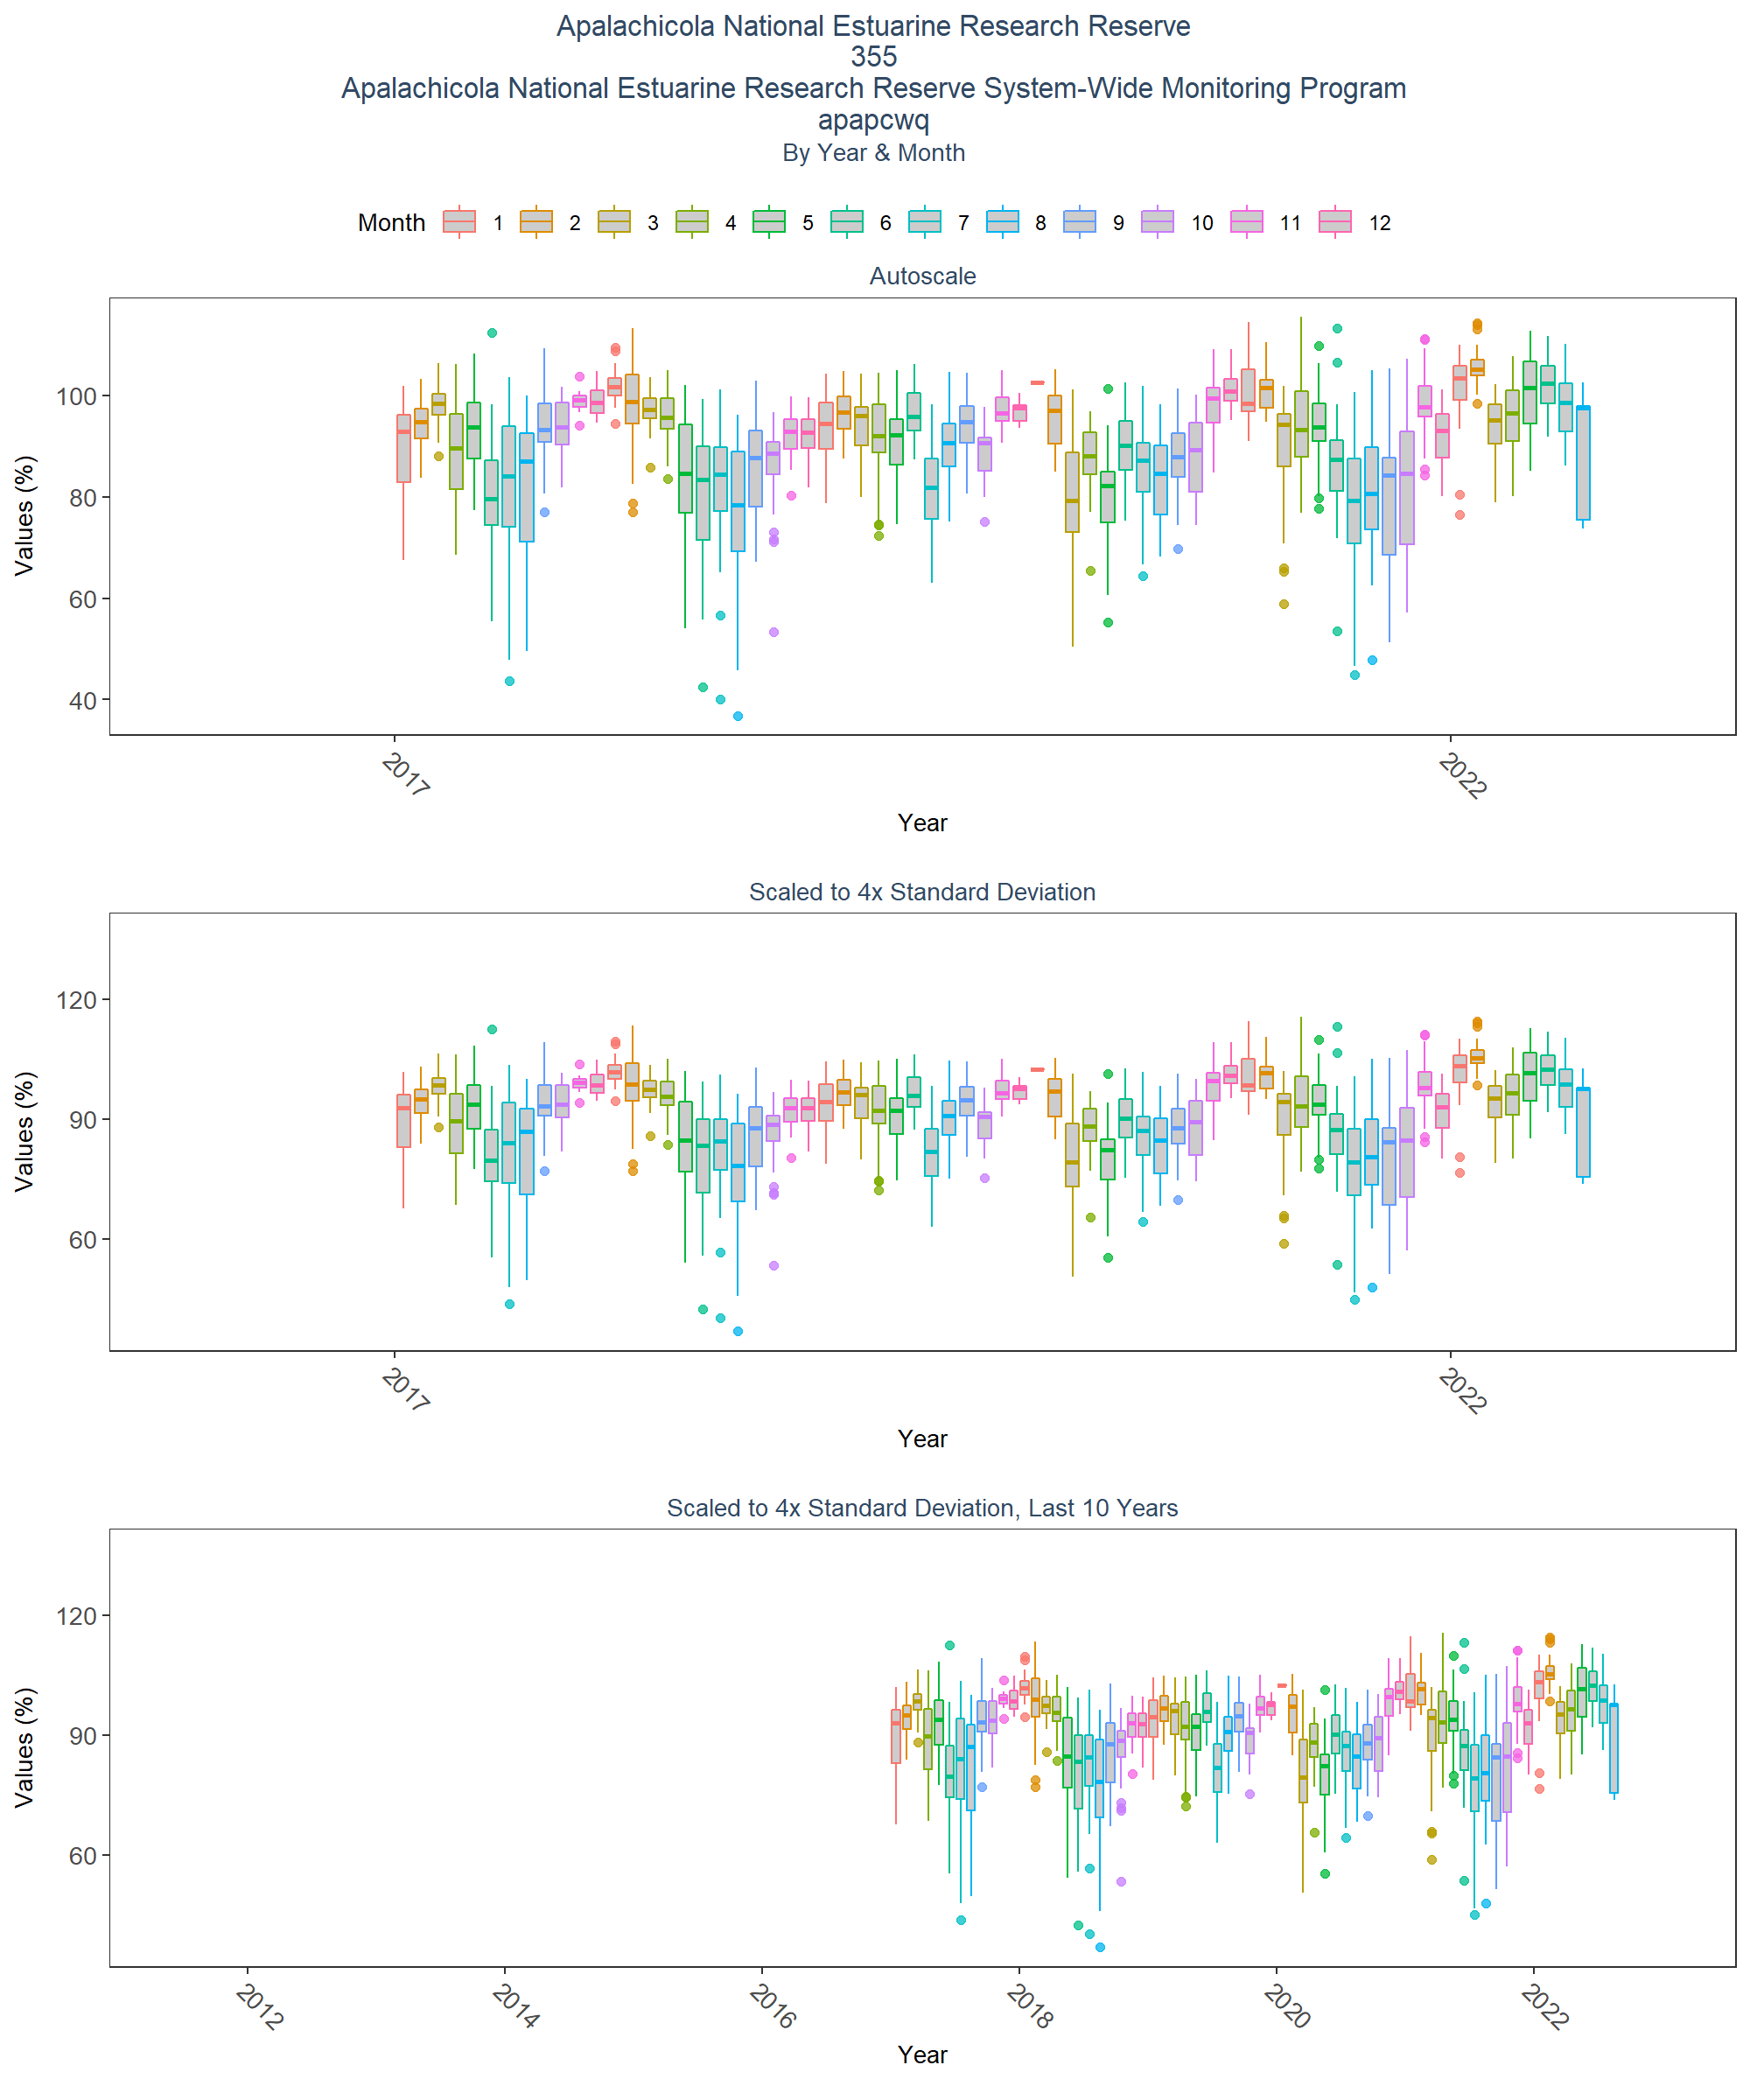 Apalachicola National Estuarine Research Reserve
355
Apalachicola National Estuarine Research Reserve System-Wide Monitoring Program
apapcwq
By Year & Month
Month 1 2 3 4 5 6 7 8 9 10 11 12
Autoscale
Values (%)
100
80
60
40
2017 2022
Year
Scaled to 4x Standard Deviation
Values (%)
120
90
60
2017 2022
Year
Scaled to 4x Standard Deviation, Last 10 Years
Values (%)
120
90
60
2012 2014 2016 2018 2020 2022
Year